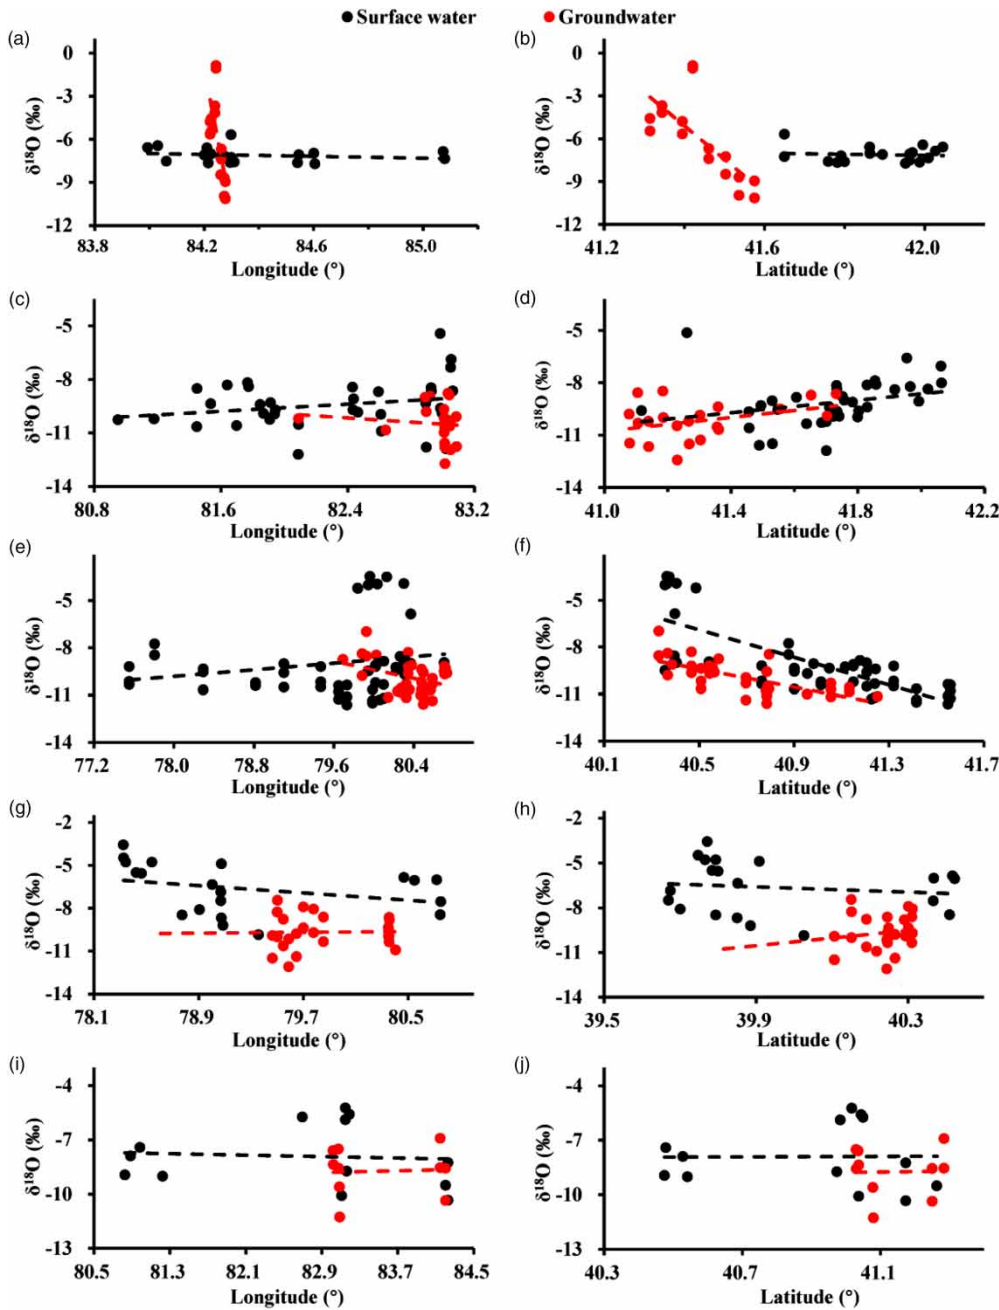 Surface water Groundwater
(a) (b)
0 0
-3 -3
-6 -6
-9 -9
-12 -12
δ¹⁸O (‰) δ¹⁸O (‰)
83.8 84.2 84.6 85.0 41.2 41.6 42.0
Longitude (°) Latitude (°)
(c) (d)
-5 -5
-8 -8
-11 -11
-14 -14
δ¹⁸O (‰) δ¹⁸O (‰)
80.8 81.6 82.4 83.2 41.0 41.4 41.8 42.2
Longitude (°) Latitude (°)
(e) (f)
-5 -5
-8 -8
-11 -11
-14 -14
δ¹⁸O (‰) δ¹⁸O (‰)
77.2 78.0 78.8 79.6 80.4 40.1 40.5 40.9 41.3 41.7
Longitude (°) Latitude (°)
(g) (h)
-2 -2
-5 -5
-8 -8
-11 -11
-14 -14
δ¹⁸O (‰) δ¹⁸O (‰)
78.1 78.9 79.7 80.5 39.5 39.9 40.3
Longitude (°) Latitude (°)
(i) (j)
-4 -4
-7 -7
-10 -10
-13 -13
δ¹⁸O (‰) δ¹⁸O (‰)
80.5 81.3 82.1 82.9 83.7 84.5 40.3 40.7 41.1
Longitude (°) Latitude (°)